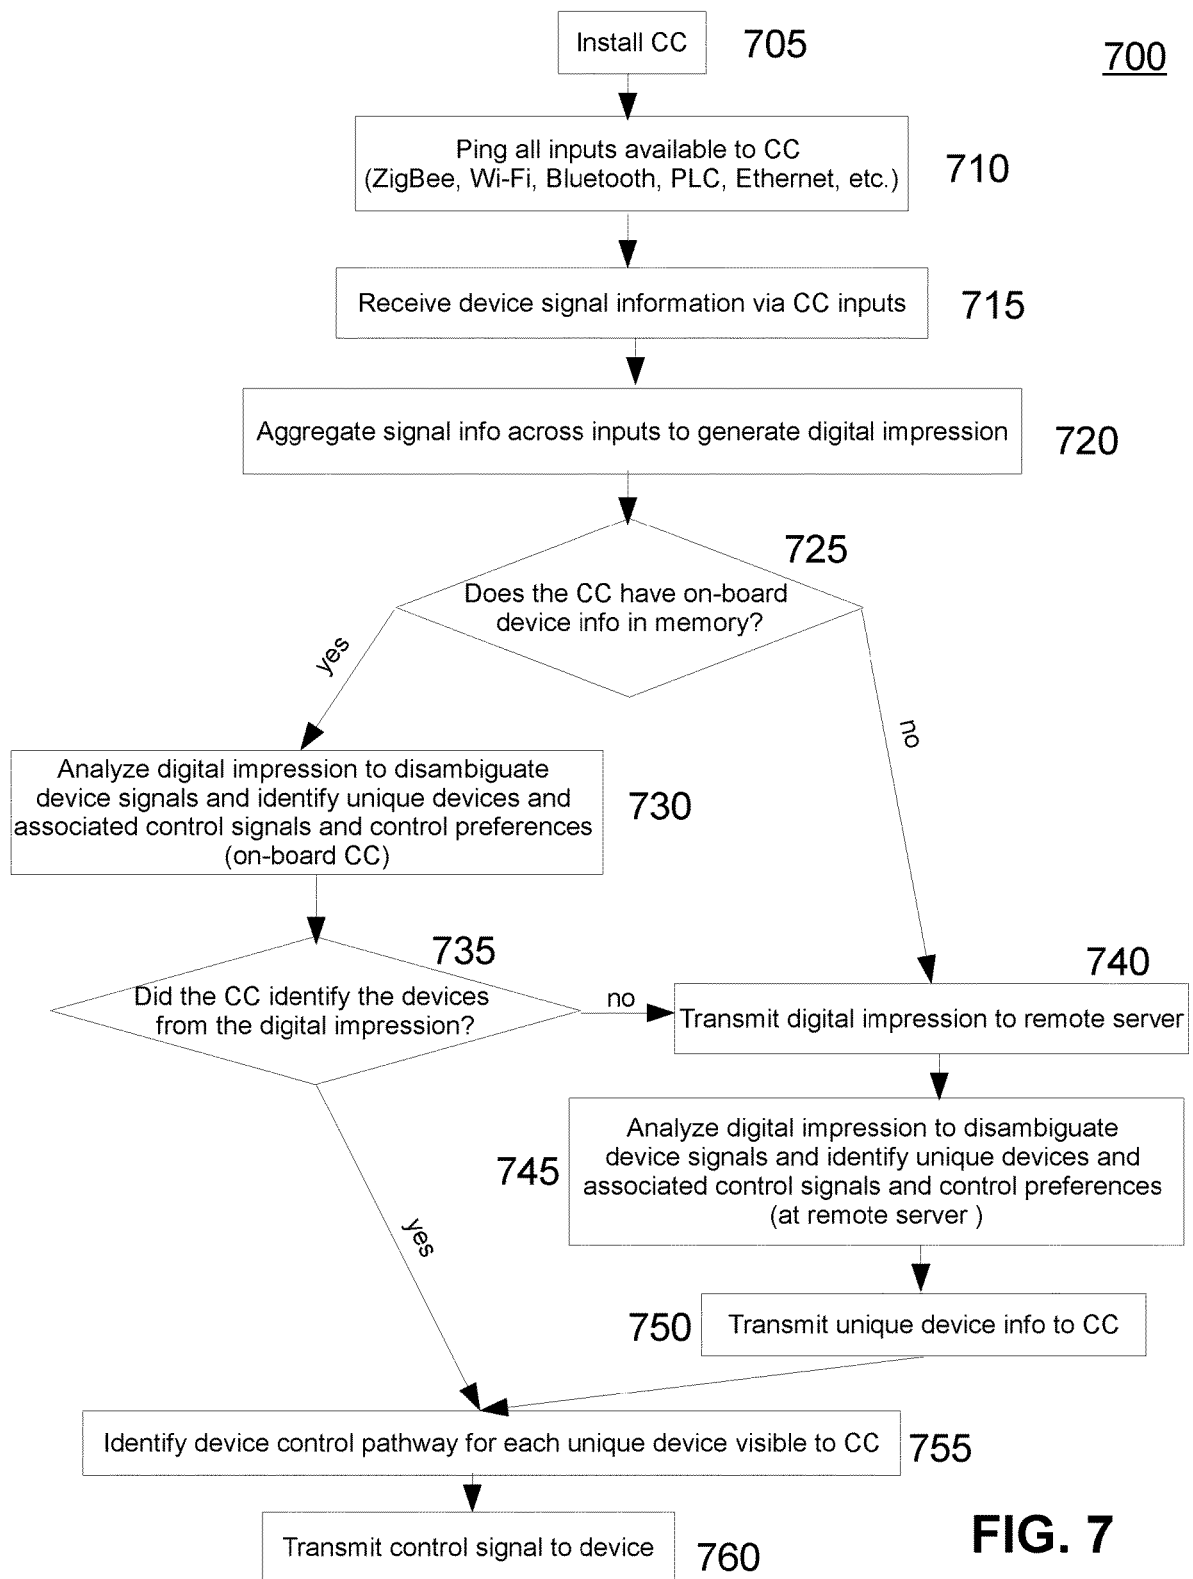 Install CC
705
700
Ping all inputs available to CC
(ZigBee, Wi-Fi, Bluetooth, PLC, Ethernet, etc.)
710
Receive device signal information via CC inputs
715
Aggregate signal info across inputs to generate digital impression
720
725
Does the CC have on-board
device info in memory?
yes
no
Analyze digital impression to disambiguate
device signals and identify unique devices and
associated control signals and control preferences
(on-board CC)
730
735
Did the CC identify the devices
from the digital impression?
no
740
Transmit digital impression to remote server
745
Analyze digital impression to disambiguate
device signals and identify unique devices and
associated control signals and control preferences
(at remote server )
yes
750
Transmit unique device info to CC
Identify device control pathway for each unique device visible to CC
755
Transmit control signal to device
760
FIG. 7